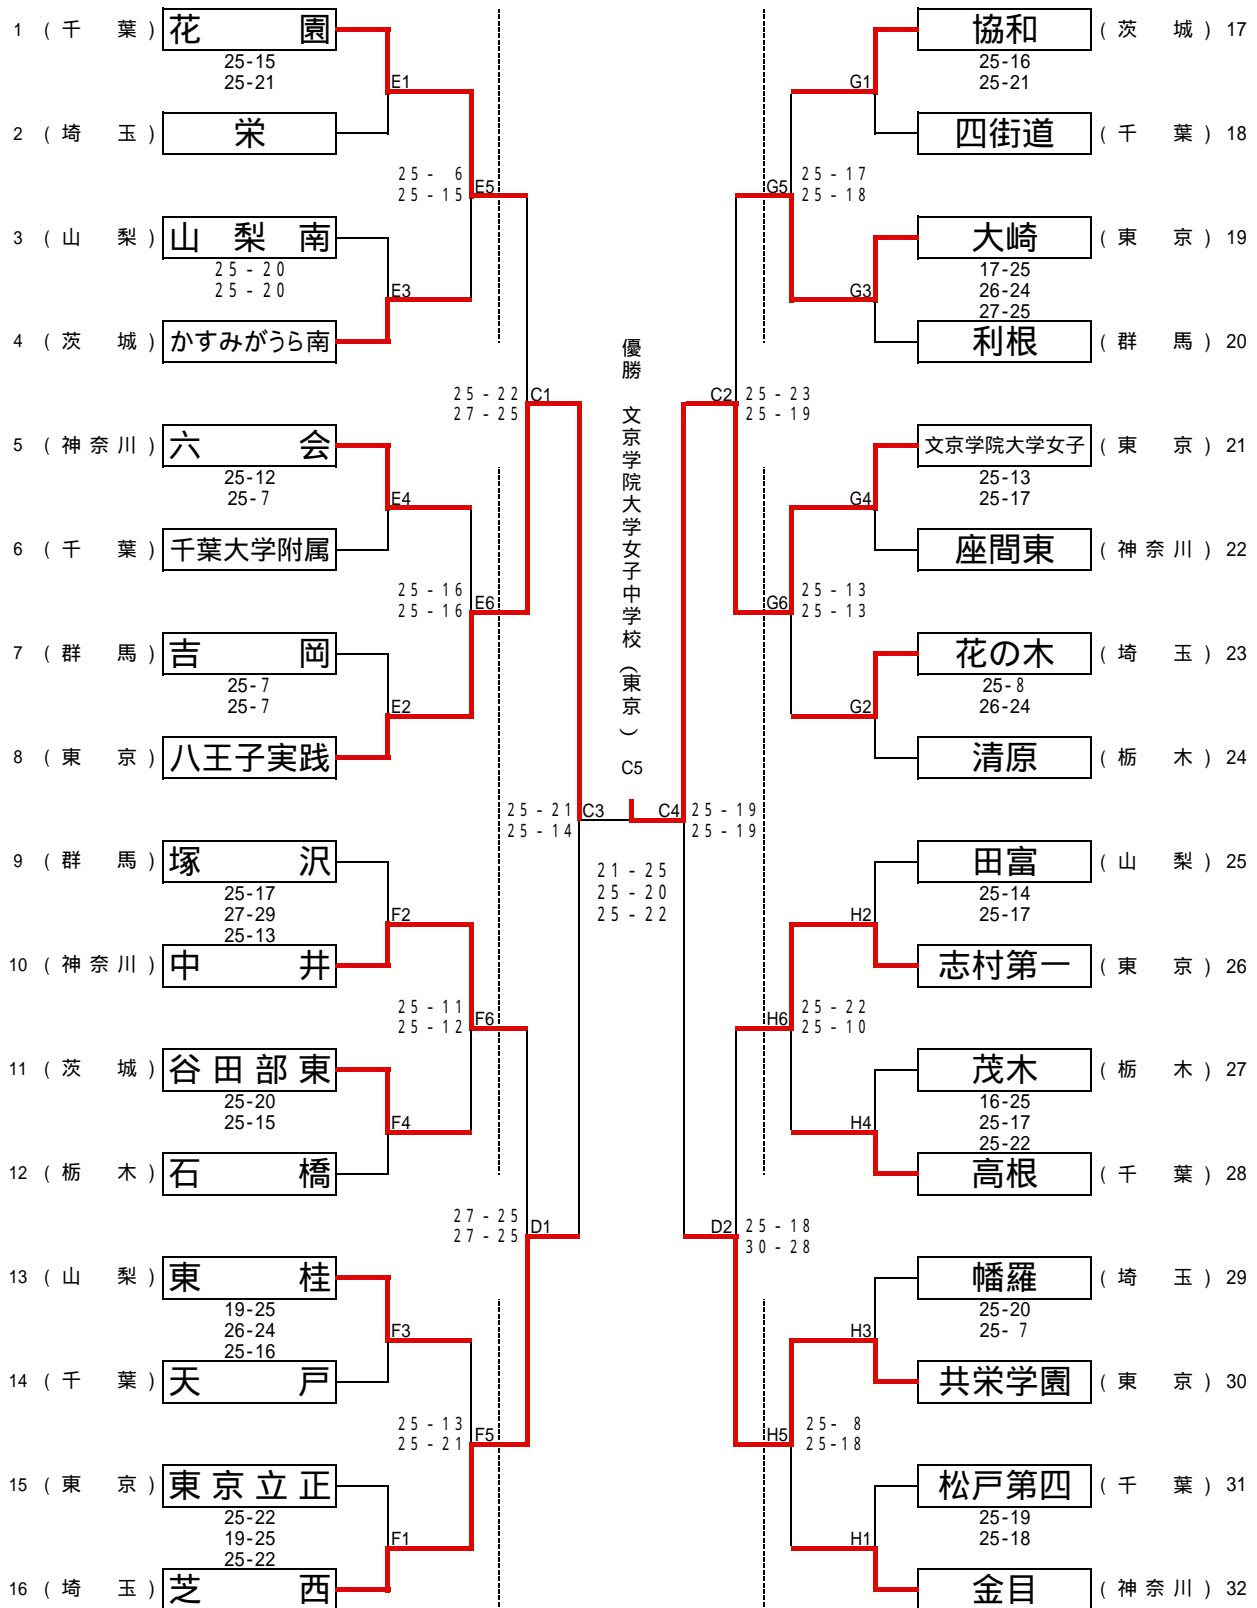 1 (千 葉) 花 園
25-15
25-21
E1
2 (埼 玉) 栄
25- 6
25-15
E5
3 (山 梨) 山 梨 南
25-20
25-20
E3
4 (茨 城) かすみがうら南
25-22
27-25
C1
5 (神奈川) 六 会
25-12
25-7
E4
6 (千 葉) 千葉大学附属
25-16
25-16
E6
7 (群 馬) 吉 岡
25-7
25-7
E2
8 (東 京) 八王子実践
25-21
25-14
C3
9 (群 馬) 塚 沢
25-17
27-29
25-13
F2
10 (神奈川) 中 井
25-11
25-12
F6
11 (茨 城) 谷田部東
25-20
25-15
F4
12 (栃 木) 石 橋
27-25
27-25
D1
13 (山 梨) 東 桂
19-25
26-24
25-16
F3
14 (千 葉) 天 戸
25-13
25-21
F5
15 (東 京) 東京立正
25-22
19-25
25-22
F1
16 (埼 玉) 芝 西
優勝 文京学院大学女子中学校(東京)
C5
21-25
25-20
25-22
協和 (茨 城) 17
25-16
25-21
G1
四街道 (千 葉) 18
G5
25-17
25-18
大崎 (東 京) 19
17-25
26-24
27-25
G3
利根 (群 馬) 20
C2
25-23
25-19
文京学院大学女子 (東 京) 21
25-13
25-17
G4
座間東 (神奈川) 22
G6
25-13
25-13
花の木 (埼 玉) 23
25-8
26-24
G2
清原 (栃 木) 24
C4
25-19
25-19
田富 (山 梨) 25
25-14
25-17
H2
志村第一 (東 京) 26
H6
25-22
25-10
茂木 (栃 木) 27
16-25
25-17
25-22
H4
高根 (千 葉) 28
D2
25-18
30-28
幡羅 (埼 玉) 29
25-20
25- 7
H3
共栄学園 (東 京) 30
H5
25- 8
25-18
松戸第四 (千 葉) 31
25-19
25-18
H1
金目 (神奈川) 32